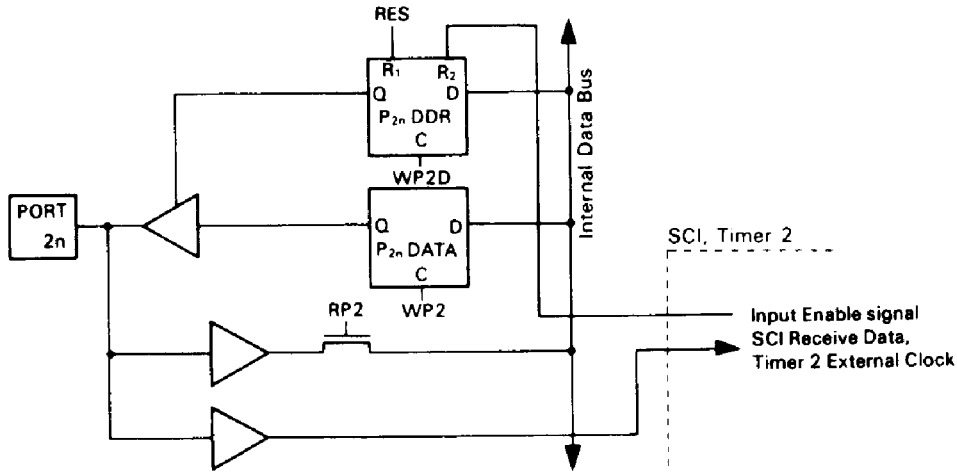 RES
R₁ R₂
Q D
P₂ₙ DDR
C
WP2D
Internal Data Bus
PORT
2n
Q D
P₂ₙ DATA
C
WP2
SCI, Timer 2
RP2
Input Enable signal
SCI Receive Data,
Timer 2 External Clock